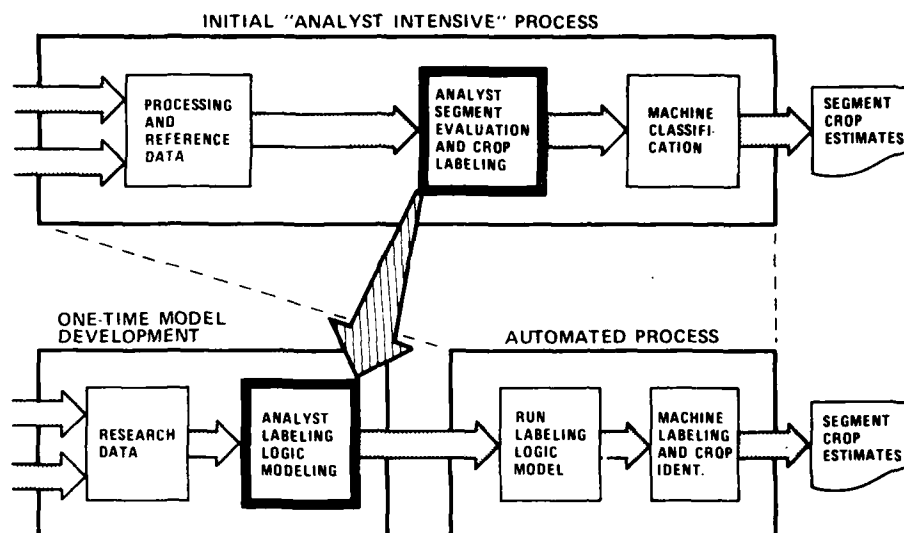 INITIAL "ANALYST INTENSIVE" PROCESS
PROCESSING
AND
REFERENCE
DATA
ANALYST
SEGMENT
EVALUATION
AND CROP
LABELING
MACHINE
CLASSIFI-
CATION
SEGMENT
CROP
ESTIMATES
ONE-TIME MODEL
DEVELOPMENT
RESEARCH
DATA
ANALYST
LABELING
LOGIC
MODELING
AUTOMATED PROCESS
RUN
LABELING
LOGIC
MODEL
MACHINE
LABELING
AND CROP
IDENT.
SEGMENT
CROP
ESTIMATES